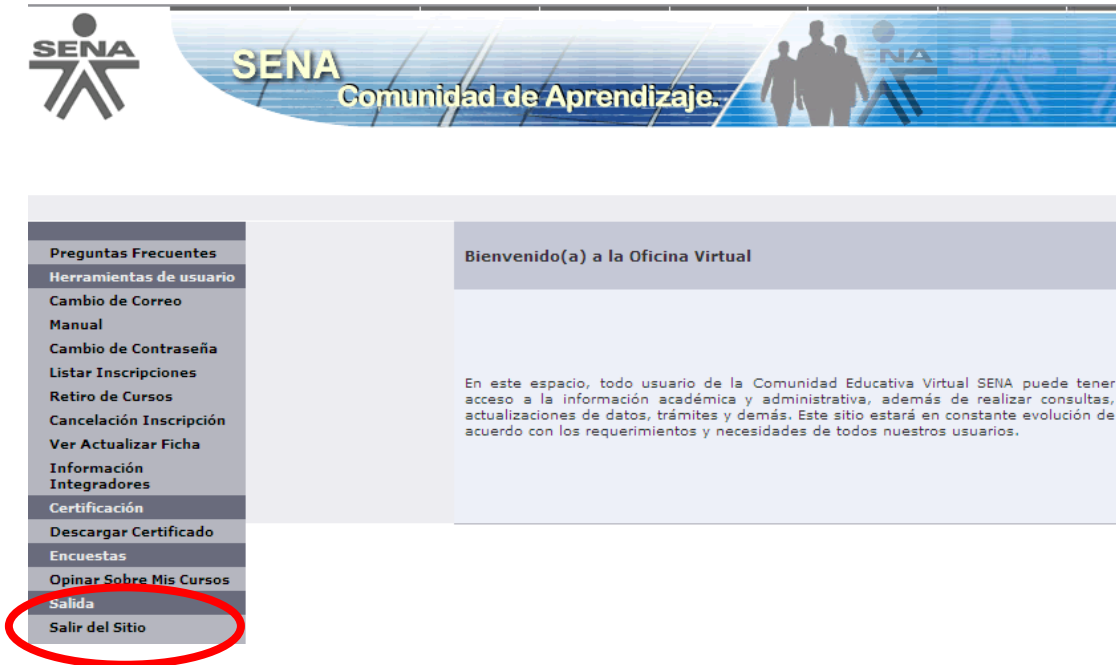 SENA
SENA
Comunidad de Aprendizaje.
NA
SENA
Preguntas Frecuentes
Herramientas de usuario
Cambio de Correo
Manual
Cambio de Contraseña
Listar Inscripciones
Retiro de Cursos
Cancelación Inscripción
Ver Actualizar Ficha
Información
Integradores
Certificación
Descargar Certificado
Encuestas
Opinar Sobre Mis Cursos
Salida
Salir del Sitio
Bienvenido(a) a la Oficina Virtual
En este espacio, todo usuario de la Comunidad Educativa Virtual SENA puede tener
acceso a la información académica y administrativa, además de realizar consultas,
actualizaciones de datos, trámites y demás. Este sitio estará en constante evolución de
acuerdo con los requerimientos y necesidades de todos nuestros usuarios.